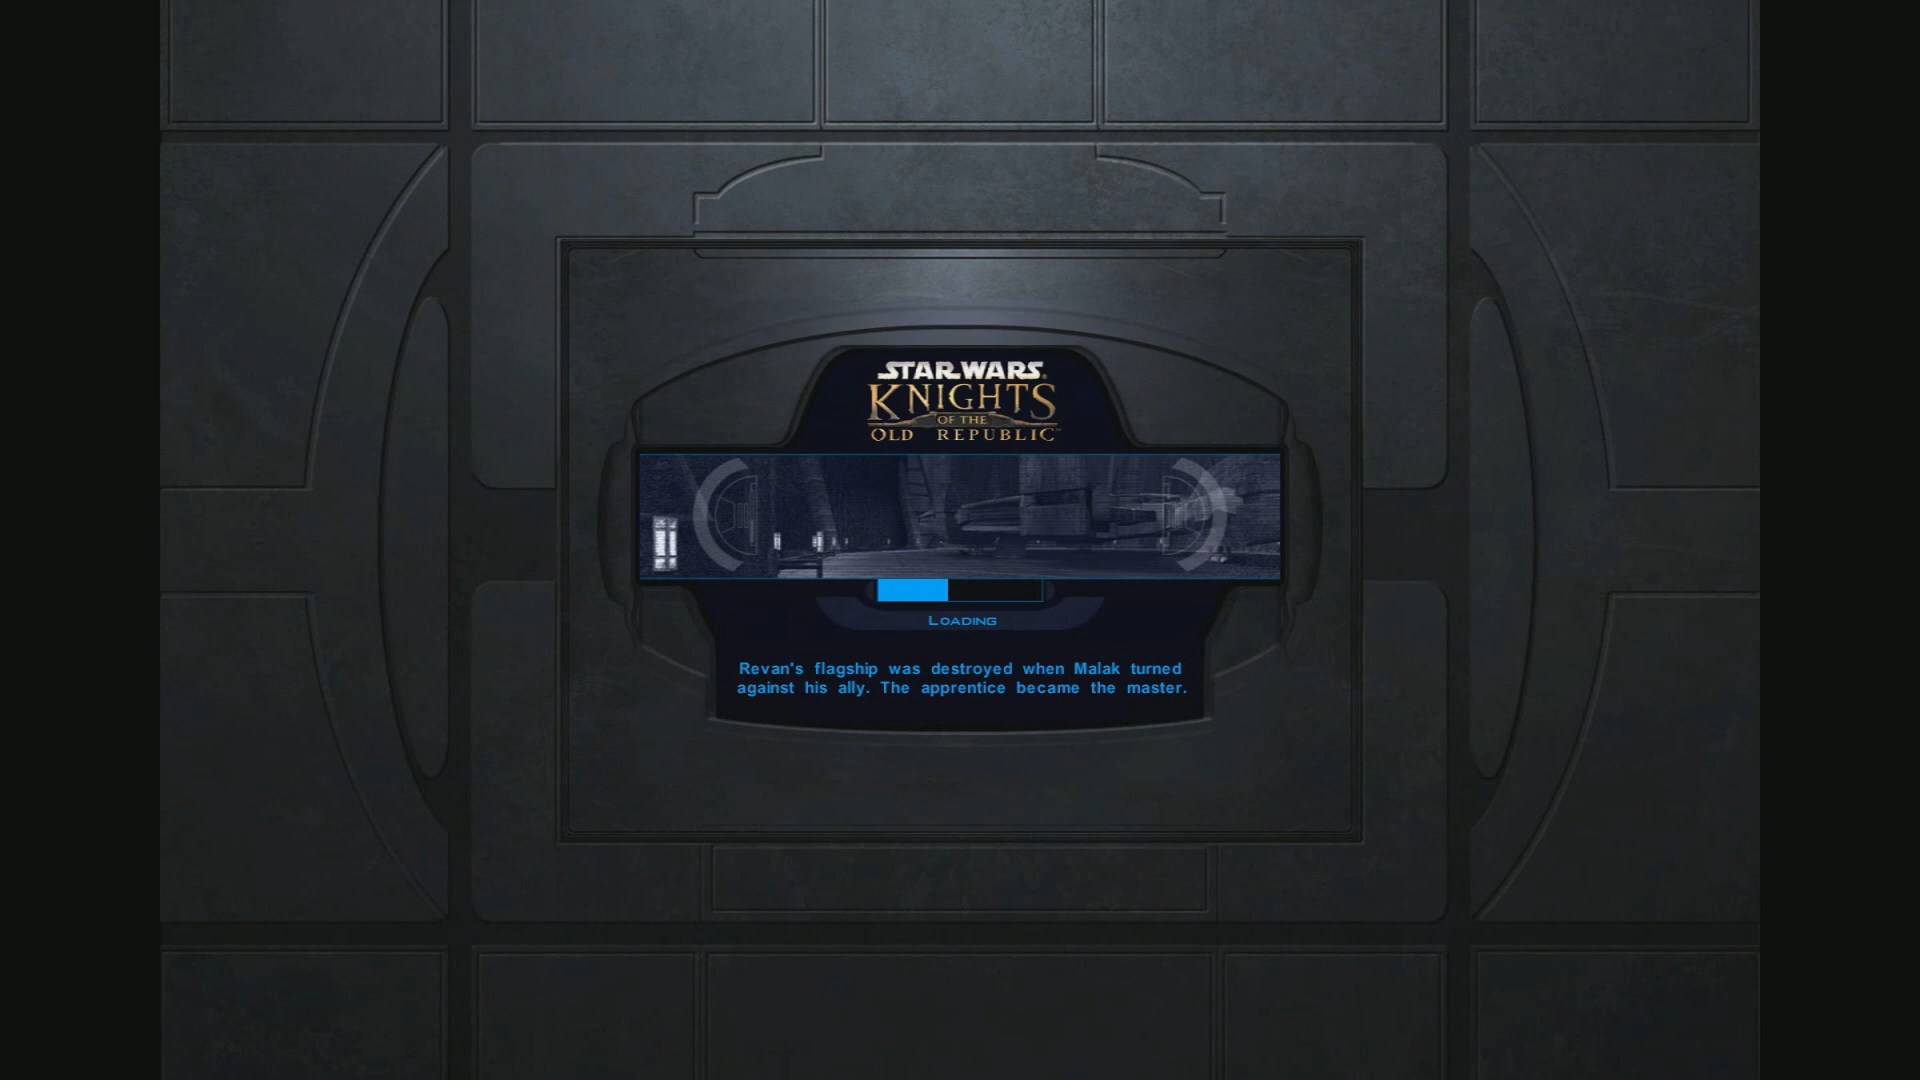 STAR WARS
KNIGHTS
OF THE
OLD REPUBLIC™
LOADING
Revan's flagship was destroyed when Malak turned
against his ally. The apprentice became the master.